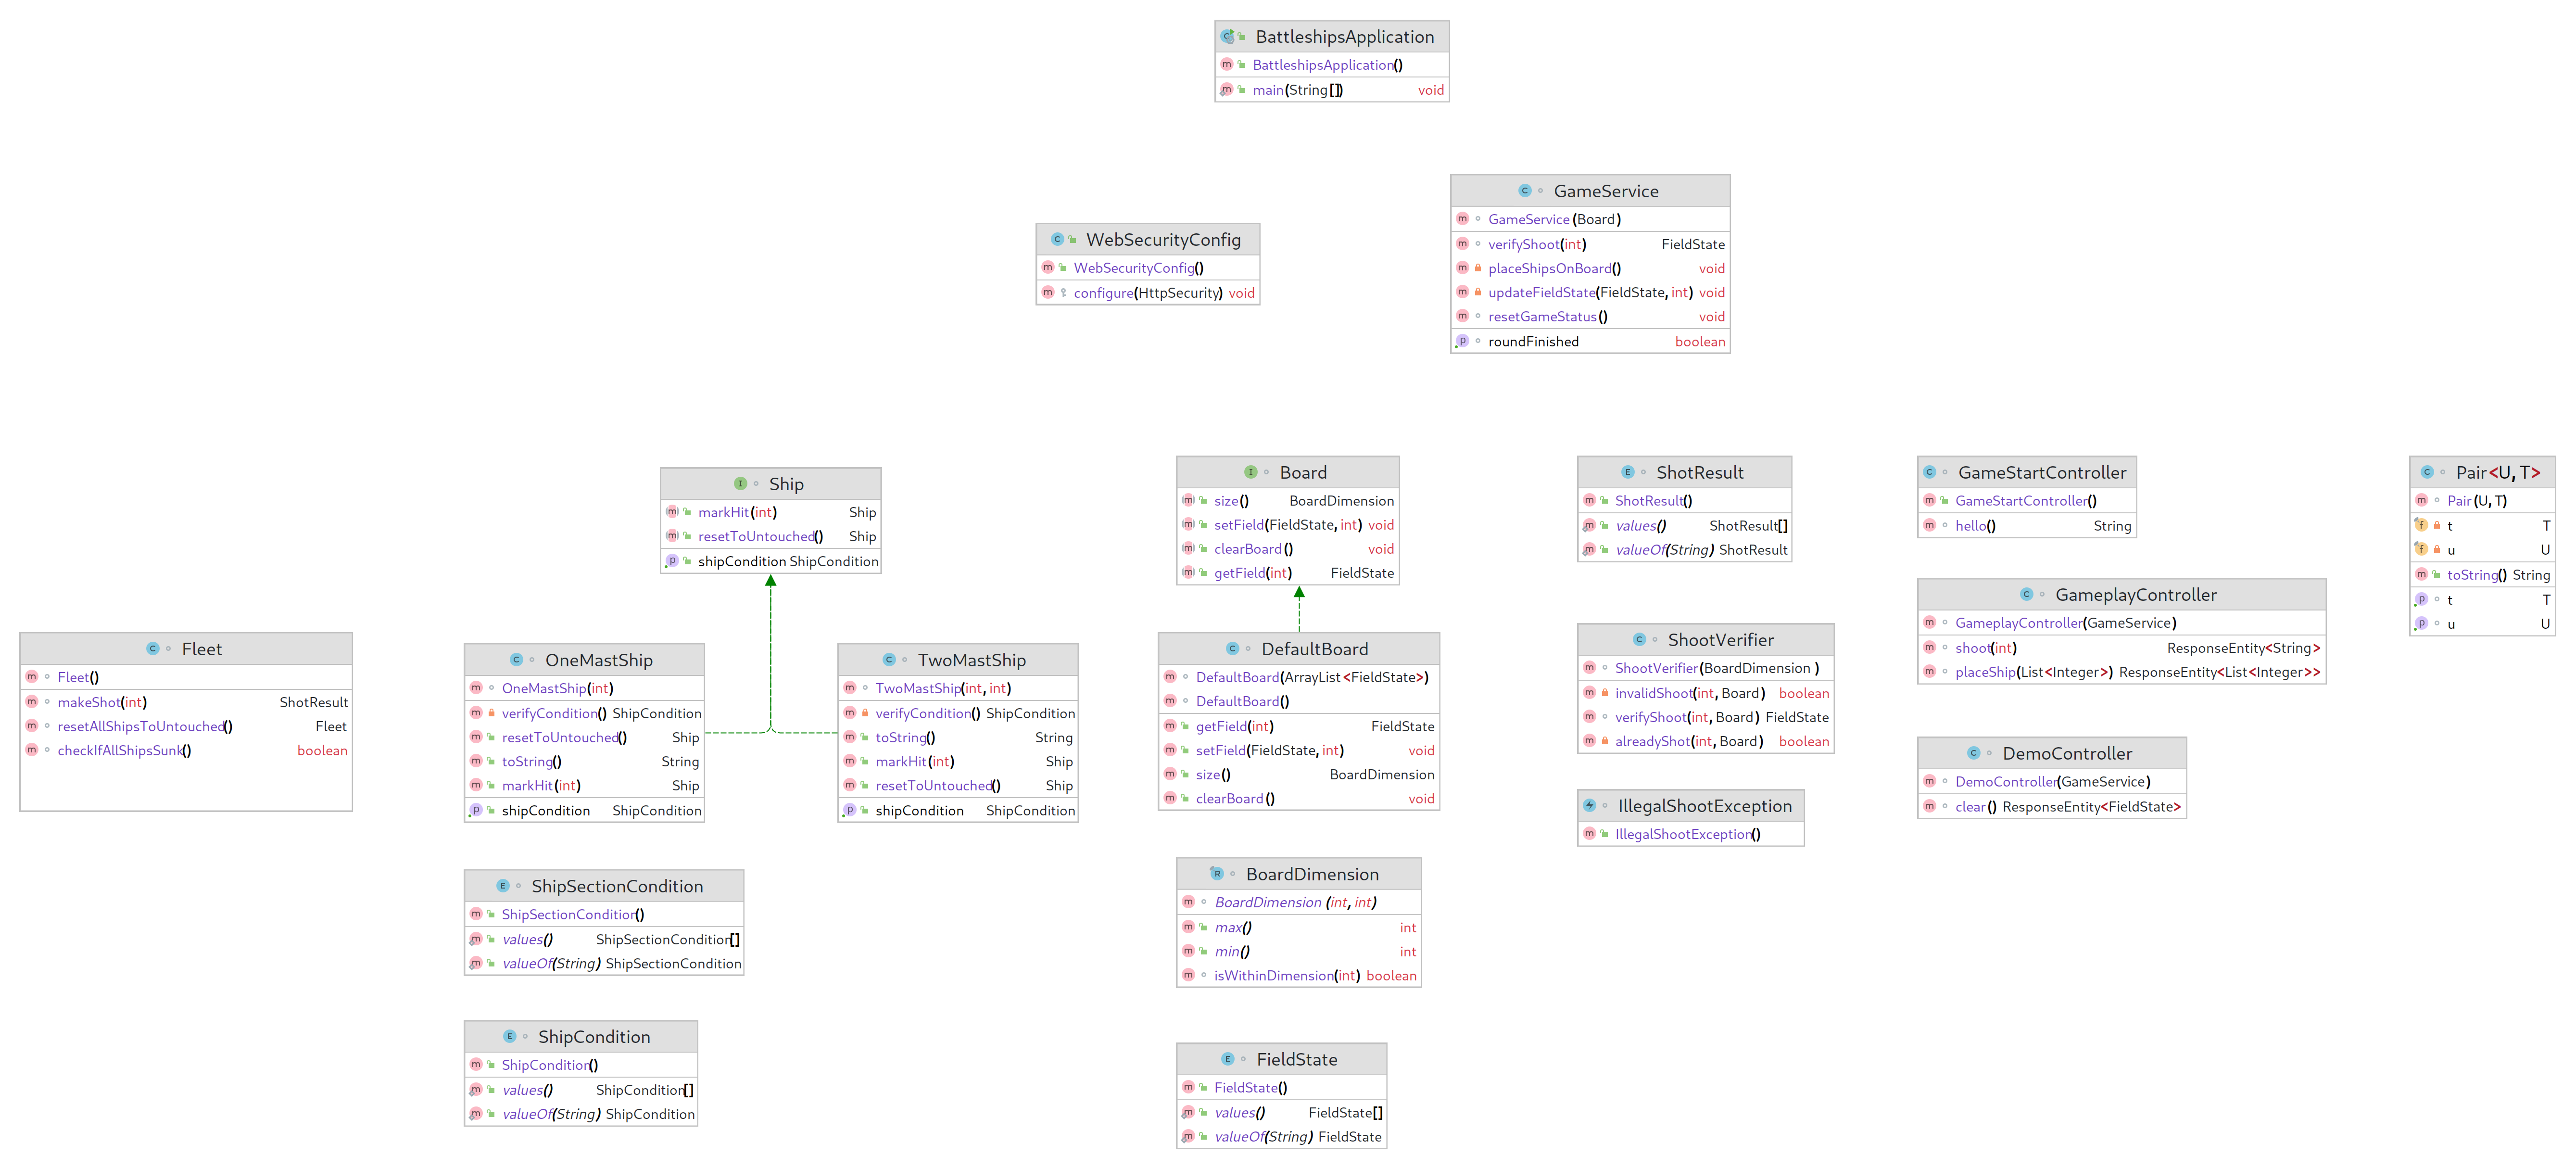 BattleshipsApplication
BattleshipsApplication()
main(String[]) void
GameService
GameService(Board)
verifyShoot(int) FieldState
placeShipsOnBoard() void
updateFieldState(FieldState, int) void
resetGameStatus() void
roundFinished boolean
WebSecurityConfig
WebSecurityConfig()
configure(HttpSecurity) void
Ship
markHit(int) Ship
resetToUntouched() Ship
shipCondition ShipCondition
Board
size() BoardDimension
setField(FieldState, int) void
clearBoard() void
getField(int) FieldState
ShotResult
ShotResult()
values() ShotResult[]
valueOf(String) ShotResult
GameStartController
GameStartController()
hello() String
Pair<U, T>
Pair(U, T)
t T
u U
toString() String
t T
u U
Fleet
Fleet()
makeShot(int) ShotResult
resetAllShipsToUntouched() Fleet
checkIfAllShipsSunk() boolean
OneMastShip
OneMastShip(int)
verifyCondition() ShipCondition
resetToUntouched() Ship
toString() String
markHit(int) Ship
shipCondition ShipCondition
TwoMastShip
TwoMastShip(int, int)
verifyCondition() ShipCondition
toString() String
markHit(int) Ship
resetToUntouched() Ship
shipCondition ShipCondition
DefaultBoard
DefaultBoard(ArrayList<FieldState>)
DefaultBoard()
getField(int) FieldState
setField(FieldState, int) void
size() BoardDimension
clearBoard() void
ShootVerifier
ShootVerifier(BoardDimension)
invalidShoot(int, Board) boolean
verifyShoot(int, Board) FieldState
alreadyShot(int, Board) boolean
GameplayController
GameplayController(GameService)
shoot(int) ResponseEntity<String>
placeShip(List<Integer>) ResponseEntity<List<Integer>>
DemoController
DemoController(GameService)
clear() ResponseEntity<FieldState>
IllegalShootException
IllegalShootException()
ShipSectionCondition
ShipSectionCondition()
values() ShipSectionCondition[]
valueOf(String) ShipSectionCondition
BoardDimension
BoardDimension(int, int)
max() int
min() int
isWithinDimension(int) boolean
ShipCondition
ShipCondition()
values() ShipCondition[]
valueOf(String) ShipCondition
FieldState
FieldState()
values() FieldState[]
valueOf(String) FieldState